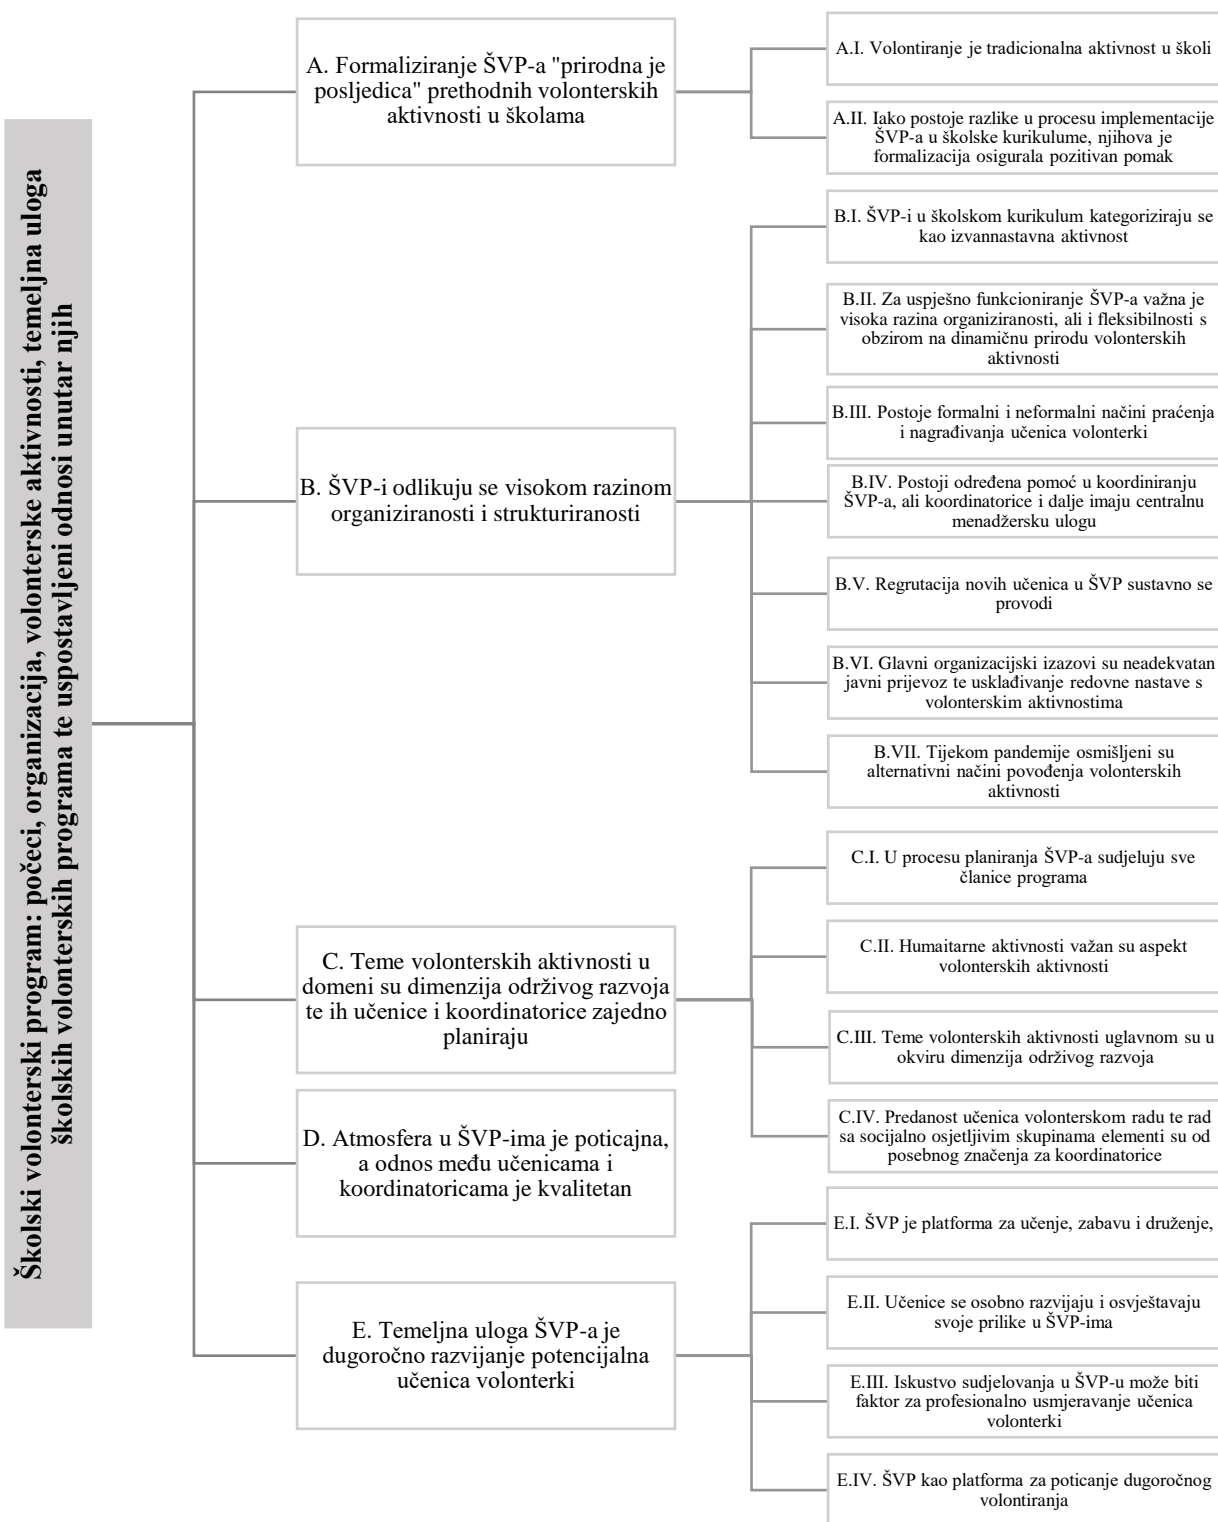 Školski volonterski program: počeci, organizacija, volonterske aktivnosti, temeljna uloga
školskih volonterskih programa te uspostavljeni odnosi unutar njih
A. Formaliziranje ŠVP-a "prirodna je
posljedica" prethodnih volonterskih
aktivnosti u školama
A.I. Volontiranje je tradicionalna aktivnost u školi
A.II. Iako postoje razlike u procesu implementacije
ŠVP-a u školske kurikulume, njihova je
formalizacija osigurala pozitivan pomak
B. ŠVP-i odlikuju se visokom razinom
organiziranosti i strukturiranosti
B.I. ŠVP-i u školskom kurikulum kategoriziraju se
kao izvannastavna aktivnost
B.II. Za uspješno funkcioniranje ŠVP-a važna je
visoka razina organiziranosti, ali i fleksibilnosti s
obzirom na dinamičnu prirodu volonterskih
aktivnosti
B.III. Postoje formalni i neformalni načini praćenja
i nagrađivanja učenica volonterki
B.IV. Postoji određena pomoć u koordiniranju
ŠVP-a, ali koordinatorice i dalje imaju centralnu
menadžersku ulogu
B.V. Regrutacija novih učenica u ŠVP sustavno se
provodi
B.VI. Glavni organizacijski izazovi su neadekvatan
javni prijevoz te usklađivanje redovne nastave s
volonterskim aktivnostima
B.VII. Tijekom pandemije osmišljeni su
alternativni načini povođenja volonterskih
aktivnosti
C. Teme volonterskih aktivnosti u
domeni su dimenzija održivog razvoja
te ih učenice i koordinatorice zajedno
planiraju
C.I. U procesu planiranja ŠVP-a sudjeluju sve
članice programa
C.II. Humaitarne aktivnosti važan su aspekt
volonterskih aktivnosti
C.III. Teme volonterskih aktivnosti uglavnom su u
okviru dimenzija održivog razvoja
C.IV. Predanost učenica volonterskom radu te rad
sa socijalno osjetljivim skupinama elementi su od
posebnog značenja za koordinatorice
D. Atmosfera u ŠVP-ima je poticajna,
a odnos među učenicama i
koordinatoricama je kvalitetan
E. Temeljna uloga ŠVP-a je
dugoročno razvijanje potencijalna
učenica volonterki
E.I. ŠVP je platforma za učenje, zabavu i druženje,
E.II. Učenice se osobno razvijaju i osvještavaju
svoje prilike u ŠVP-ima
E.III. Iskustvo sudjelovanja u ŠVP-u može biti
faktor za profesionalno usmjeravanje učenica
volonterki
E.IV. ŠVP kao platforma za poticanje dugoročnog
volontiranja